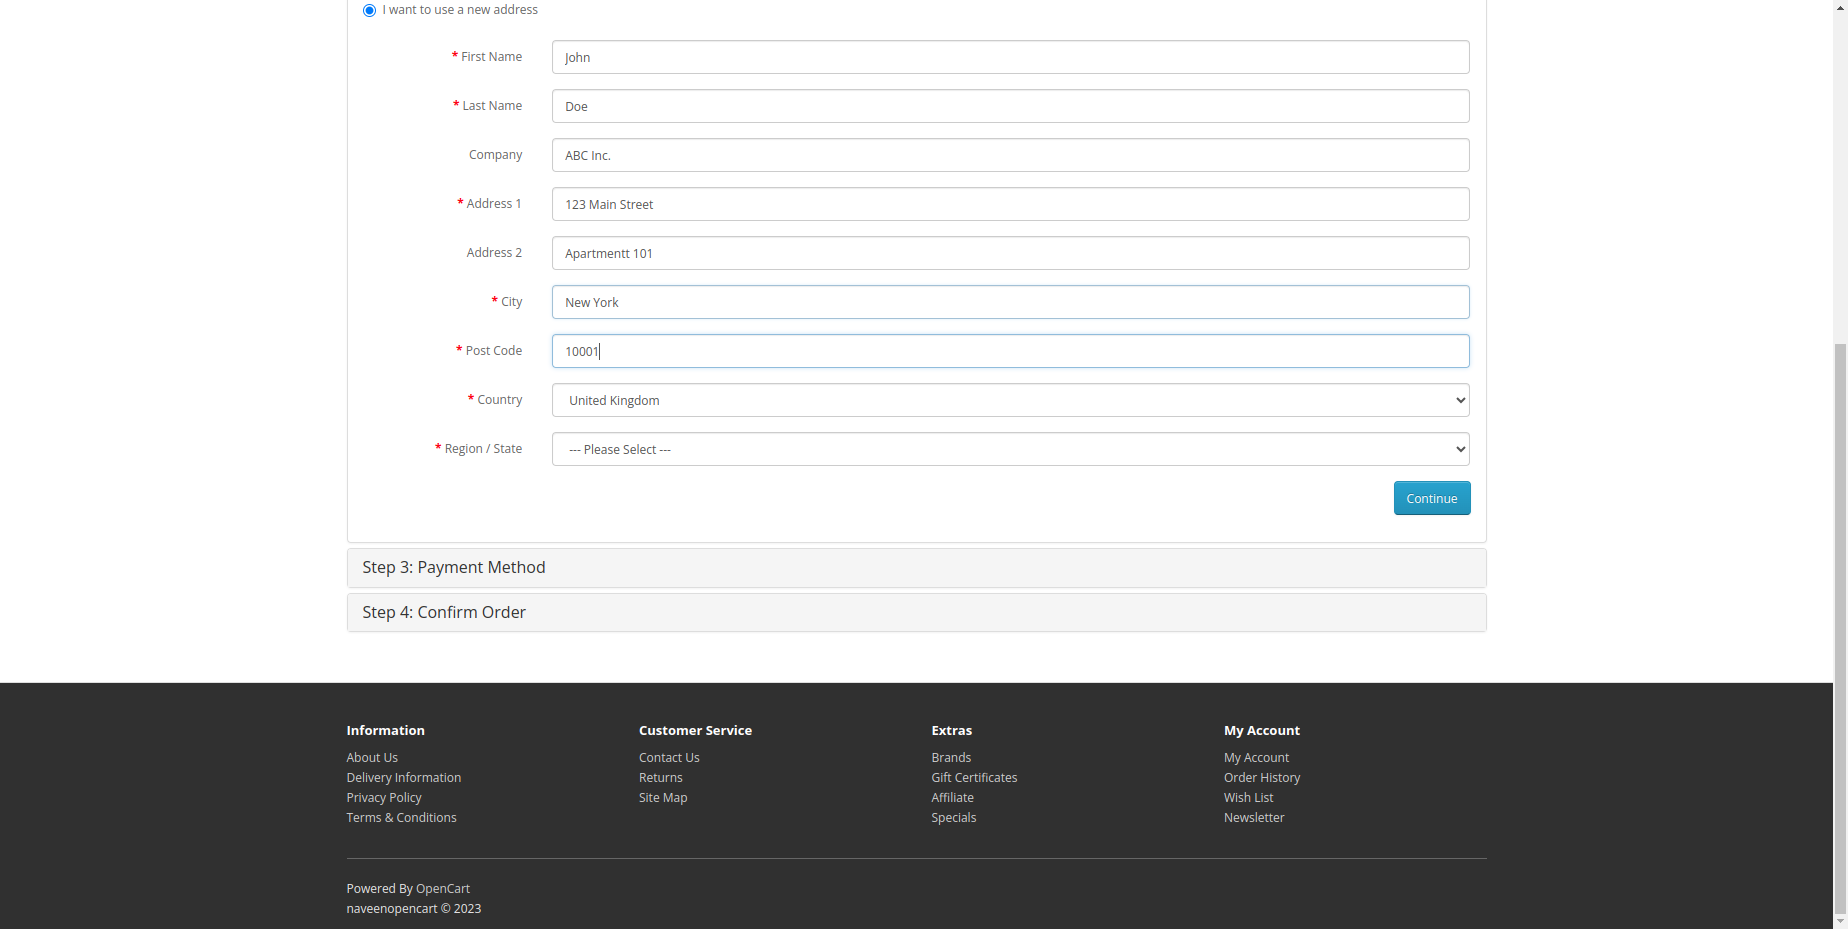 I want to use a new address
* First Name
John
* Last Name
Doe
Company
ABC Inc.
* Address 1
123 Main Street
Address 2
Apartmentt 101
* City
New York
* Post Code
10001
* Country
United Kingdom
* Region / State
--- Please Select ---
Continue
Step 3: Payment Method
Step 4: Confirm Order
Information
About Us
Delivery Information
Privacy Policy
Terms & Conditions
Customer Service
Contact Us
Returns
Site Map
Extras
Brands
Gift Certificates
Affiliate
Specials
My Account
My Account
Order History
Wish List
Newsletter
Powered By OpenCart
naveenopencart © 2023